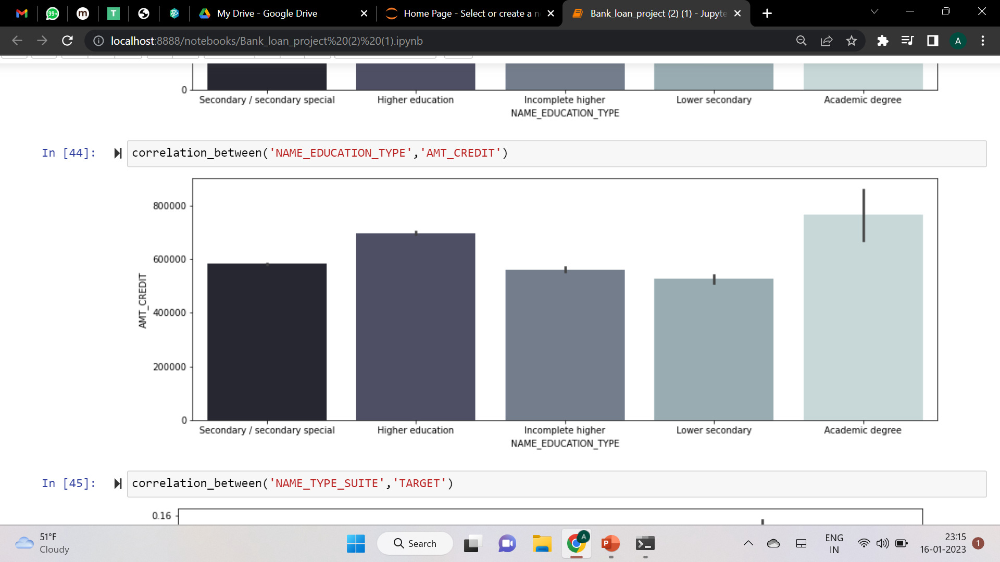 99+
m
T
My Drive - Google Drive
Home Page - Select or create a n
Bank_loan_project (2) (1) - Jupyte
localhost:8888/notebooks/Bank_loan_project%20(2)%20(1).ipynb
A
0
Secondary / secondary special Higher education Incomplete higher Lower secondary Academic degree
NAME_EDUCATION_TYPE
In [44]: correlation_between('NAME_EDUCATION_TYPE','AMT_CREDIT')
800000
600000
400000
200000
0
AMT_CREDIT
Secondary / secondary special Higher education Incomplete higher Lower secondary Academic degree
NAME_EDUCATION_TYPE
In [45]: correlation_between('NAME_TYPE_SUITE','TARGET')
0.16
51°F
Cloudy
Search
A
P
ENG
IN
23:15
16-01-2023
1